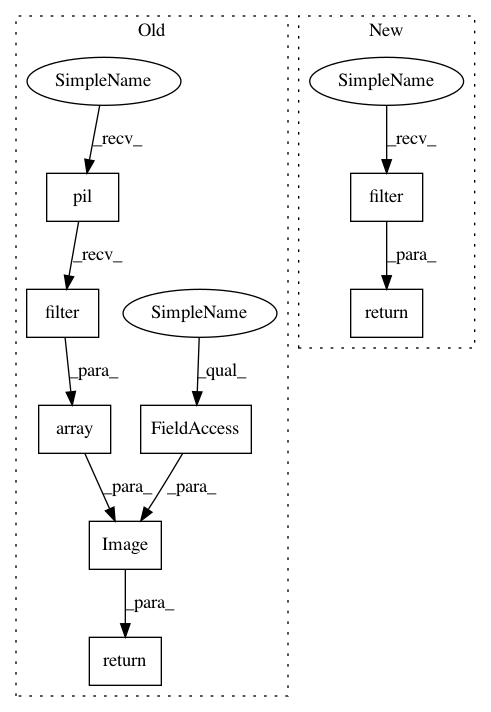 Old
SimpleName
_recv_
pil
_recv_
filter
SimpleName
_para_
_qual_
array
FieldAccess
_para_
_para_
Image
_para_
return
New
SimpleName
_recv_
filter
_para_
return